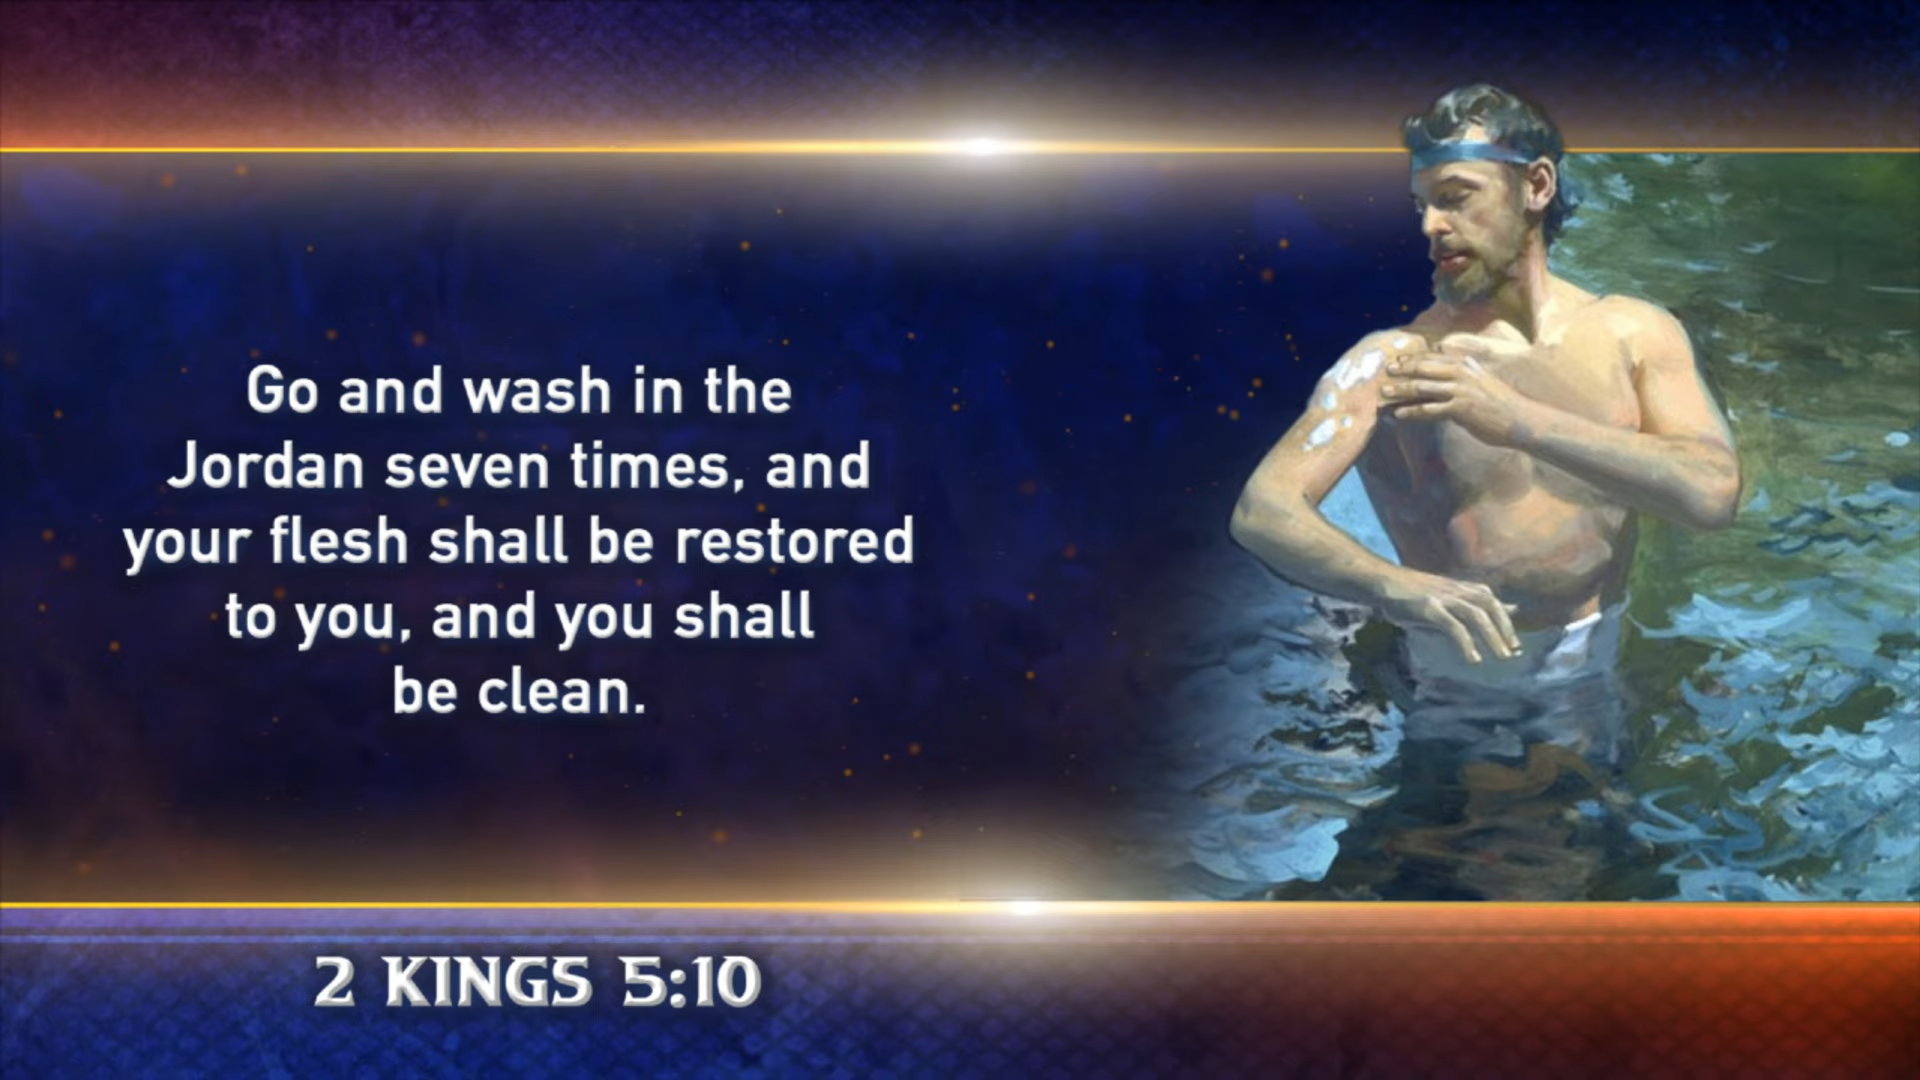 Go and wash in the
Jordan seven times, and
your flesh shall be restored
to you, and you shall
be clean.
2 KINGS 5:10